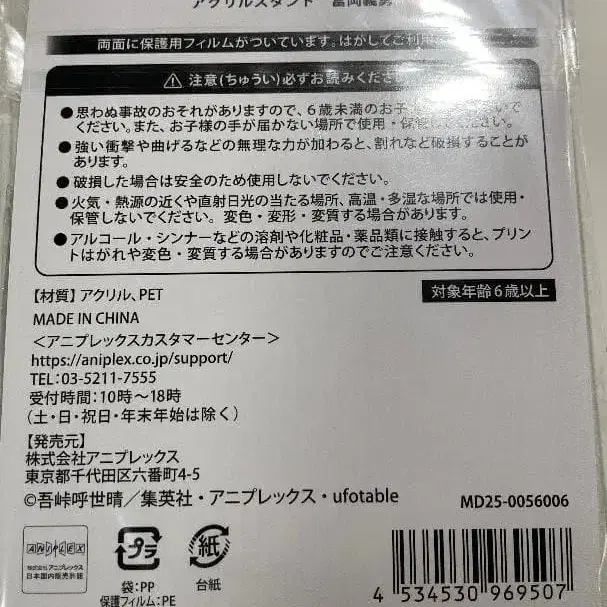 アクリルスタンド 冨岡義勇
両面に保護用フィルムがついています。はがしてご利用
注意(ちゅうい)必ずお読みくださ
●思わぬ事故のおそれがありますので、6歳未満のお子
ください。また、お子様の手が届かない場所で使用・保管してください。
●強い衝撃や曲げるなどの無理な力が加わると、割れなど破損することが
あります。
●破損した場合は安全のため使用しないでください。
●火気・熱源の近くや直射日光の当たる場所、高温・多湿な場所では使用・
保管しないでください。変色・変形・変質する場合があります。
●アルコール・シンナーなどの溶剤や化粧品・薬品類に接触すると、プリント
はがれや変色・変質する場合がありますのでご注意ください。
【材質】アクリル、PET
対象年齢6歳以上
MADE IN CHINA
<アニプレックスカスタマーセンター>
https://aniplex.co.jp/support/
TEL:03-5211-7555
受付時間:10時〜18時
(土・日・祝日・年末年始は除く)
【発売元】
株式会社アニプレックス
東京都千代田区六番町4-5
©吾峠呼世晴/集英社・アニプレックス・ufotable
MD25-0056006
ANIPLEX
株式会社アニプレックス
日本国内販売許諾
プラ
袋:PP
保護フィルム:PE
紙
台紙
4 534530 969507